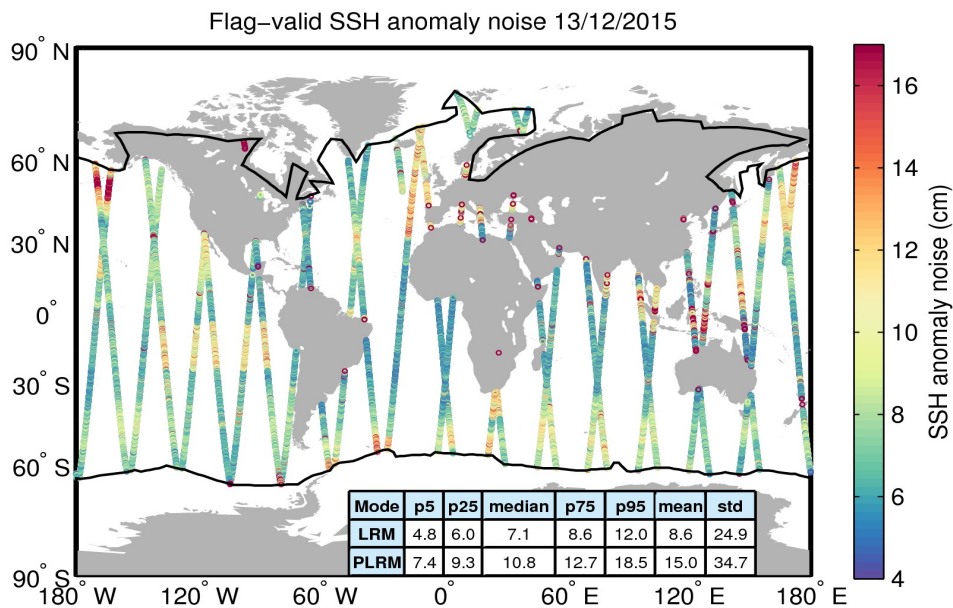 Flag−valid SSH anomaly noise 13/12/2015
90° N
60° N
30° N
0°
30° S
60° S
90° S
180° W
120° W
60° W
0°
60° E
120° E
180° E
16
14
12
10
8
6
4
SSH anomaly noise (cm)
Mode p5 p25 median p75 p95 mean std
LRM 4.8 6.0 7.1 8.6 12.0 8.6 24.9
PLRM 7.4 9.3 10.8 12.7 18.5 15.0 34.7